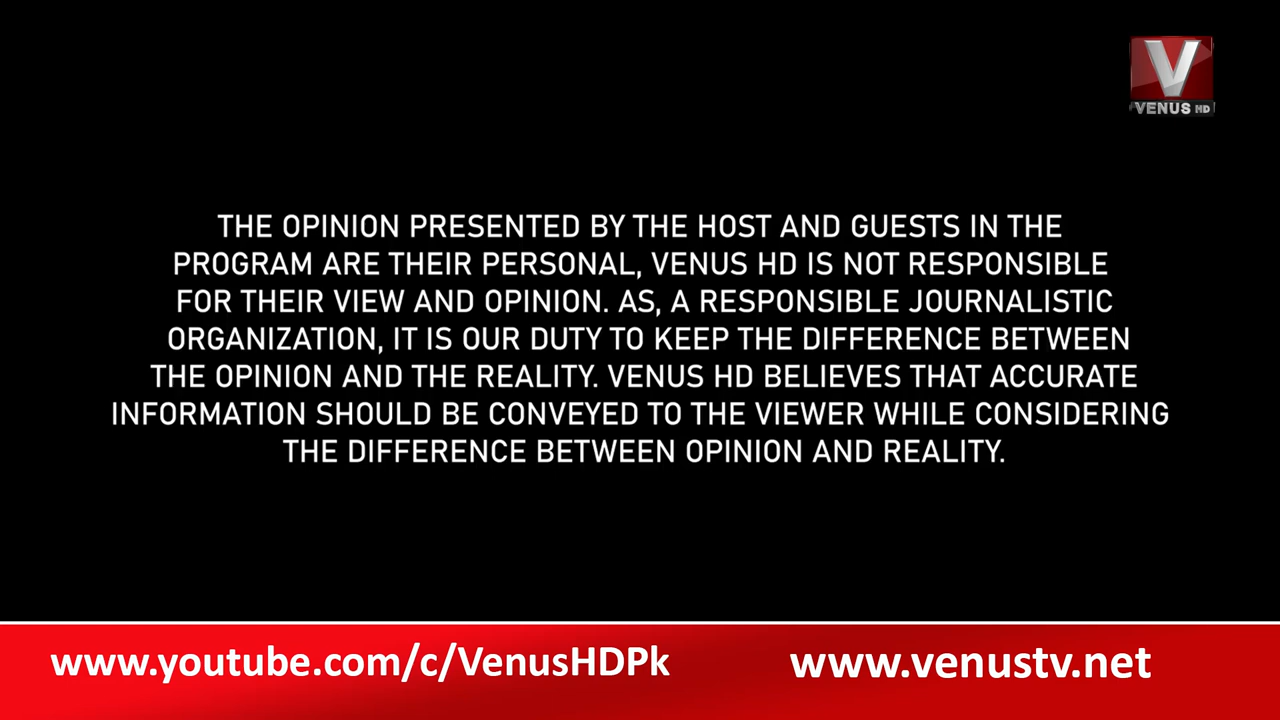 V
VENUS HD
THE OPINION PRESENTED BY THE HOST AND GUESTS IN THE
PROGRAM ARE THEIR PERSONAL, VENUS HD IS NOT RESPONSIBLE
FOR THEIR VIEW AND OPINION. AS, A RESPONSIBLE JOURNALISTIC
ORGANIZATION, IT IS OUR DUTY TO KEEP THE DIFFERENCE BETWEEN
THE OPINION AND THE REALITY. VENUS HD BELIEVES THAT ACCURATE
INFORMATION SHOULD BE CONVEYED TO THE VIEWER WHILE CONSIDERING
THE DIFFERENCE BETWEEN OPINION AND REALITY.
www.youtube.com/c/VenusHDPk www.venustv.net